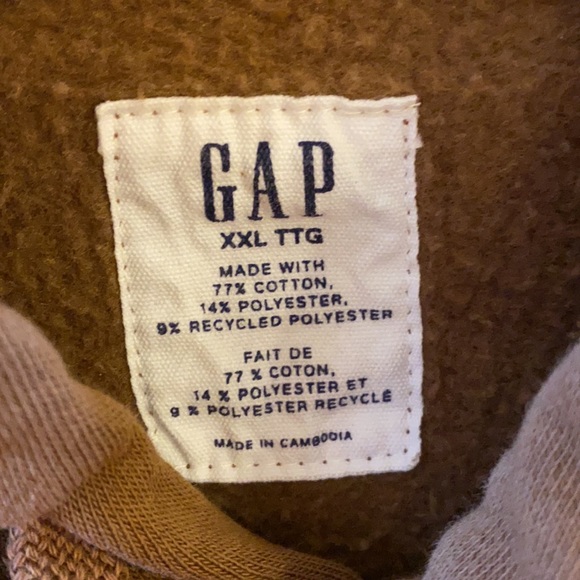 GAP
XXL TTG
MADE WITH
77% COTTON,
14% POLYESTER,
9% RECYCLED POLYESTER
FAIT DE
77 % COTON,
14 % POLYESTER ET
9 % POLYESTER RECYCLÉ
MADE IN CAMBODIA